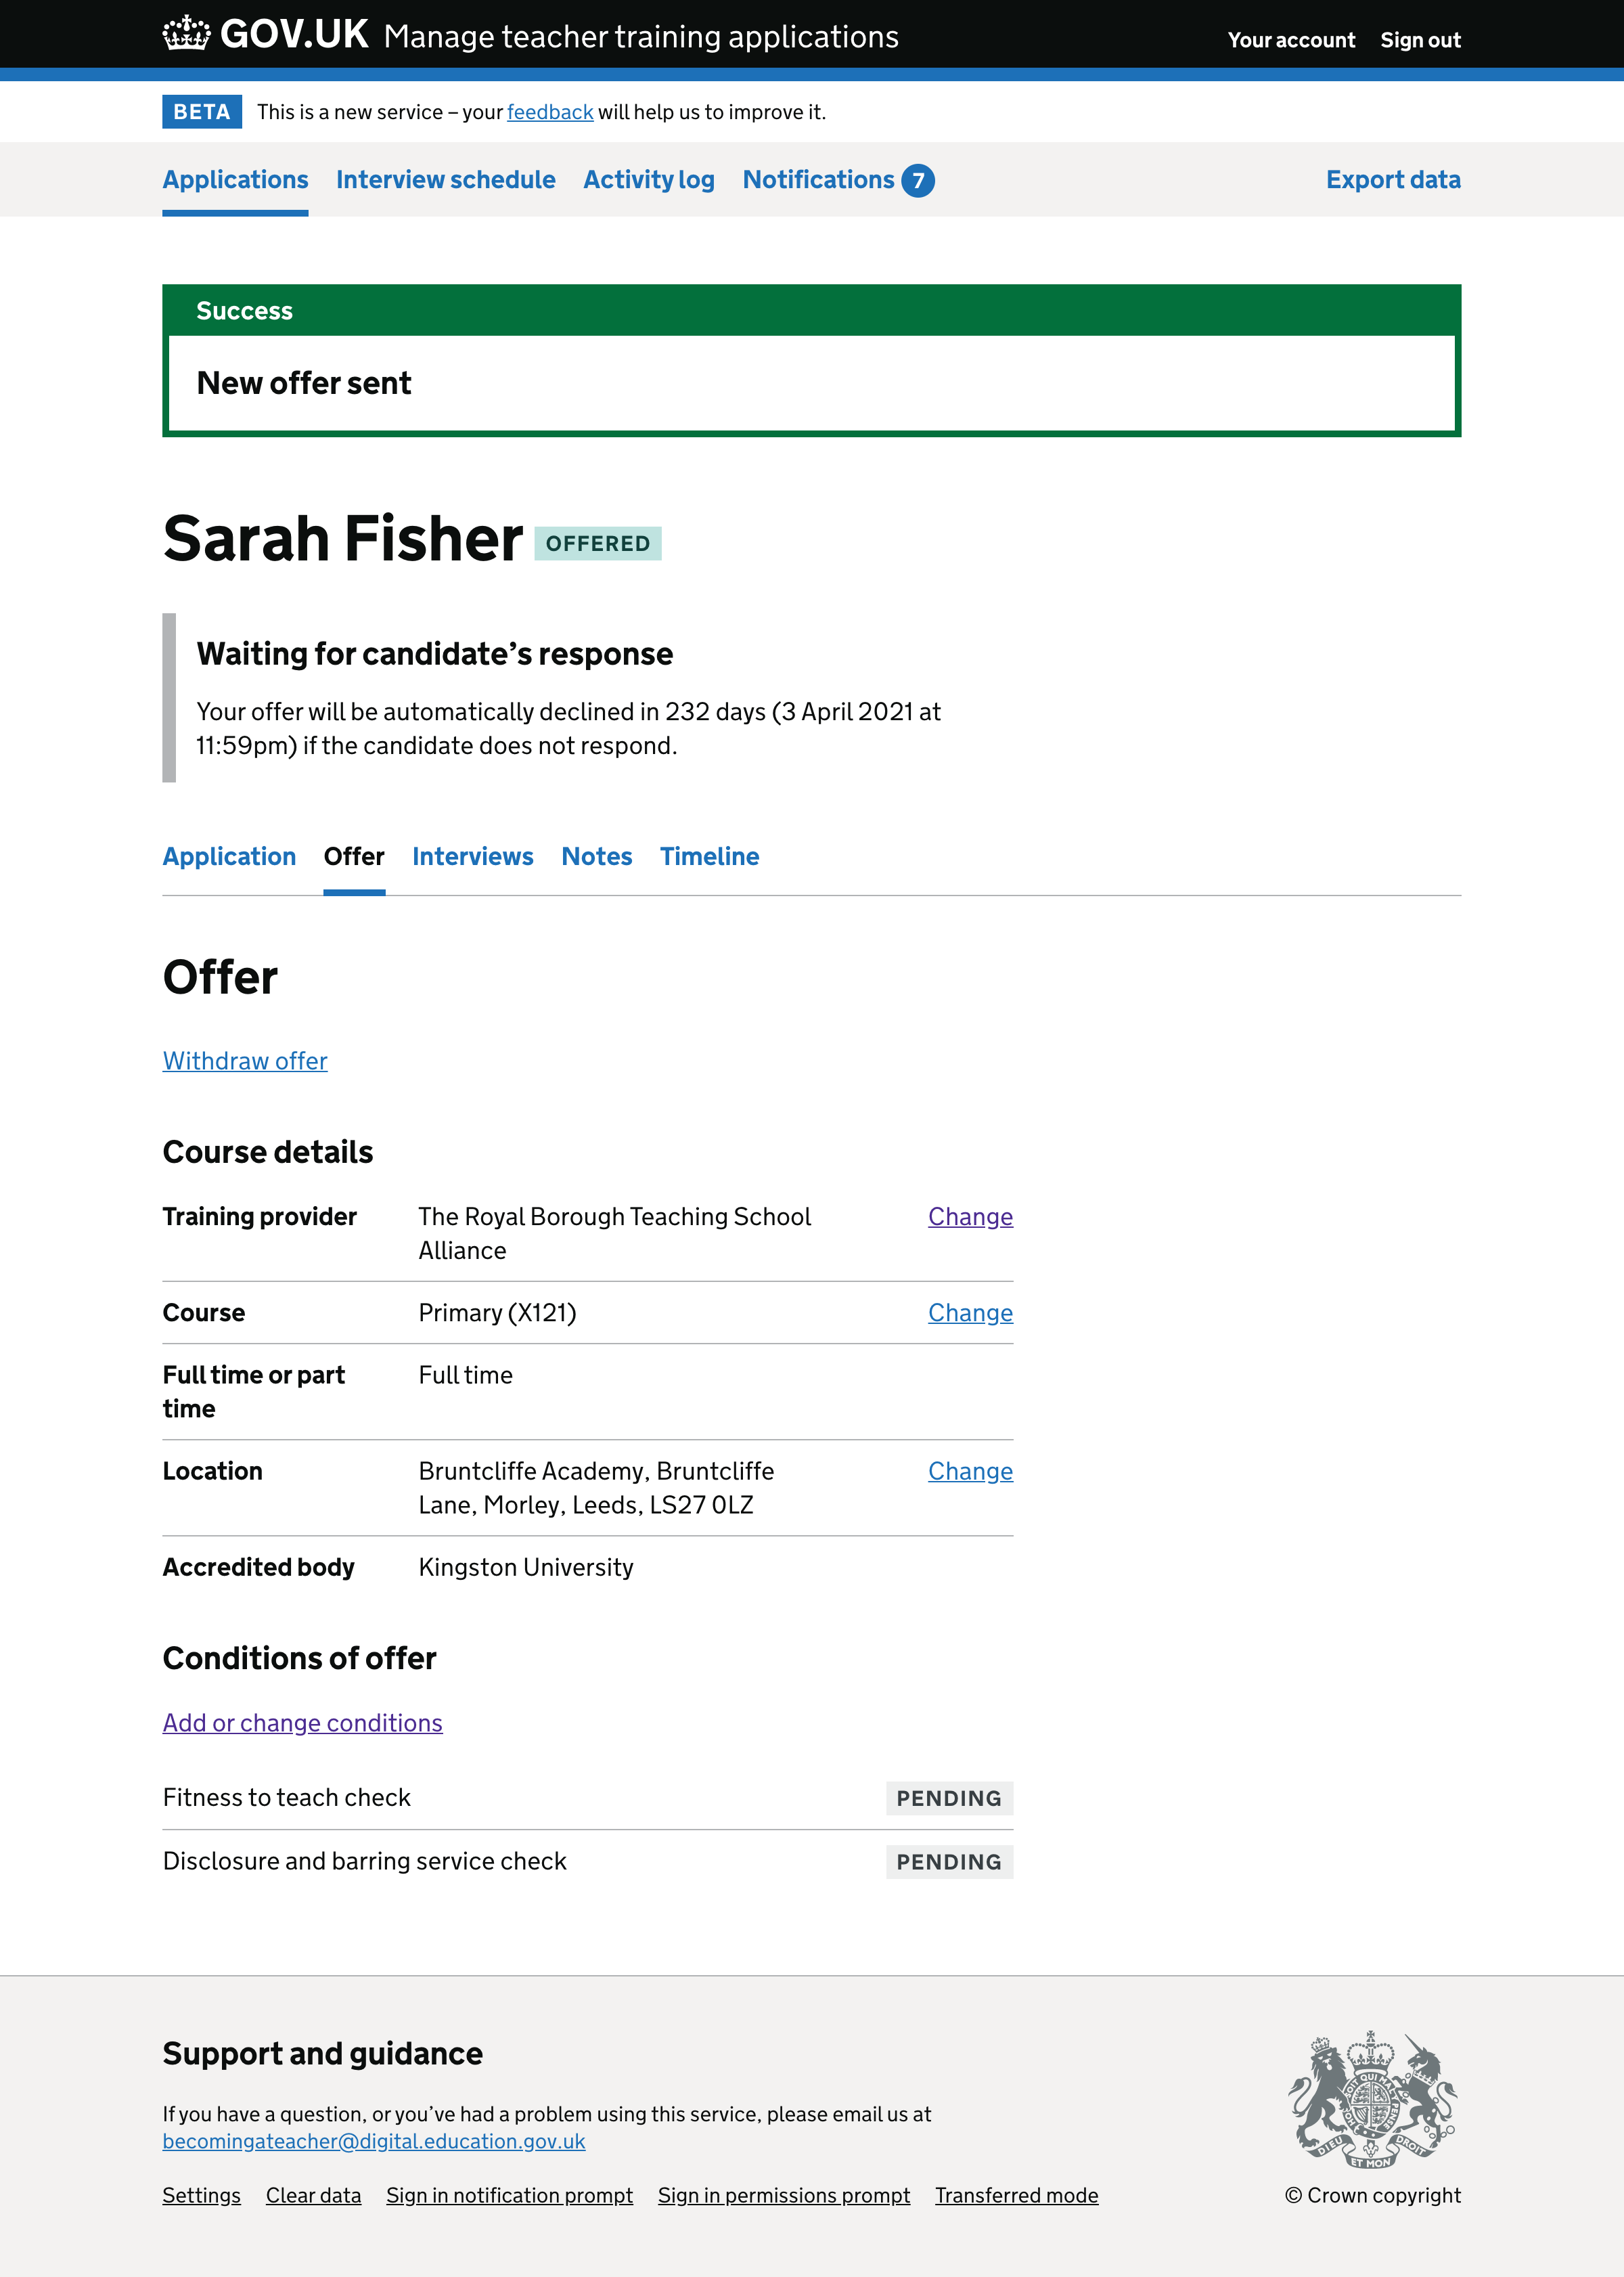 GOV.UK Manage teacher training applications
Your account Sign out
BETA This is a new service – your feedback will help us to improve it.
Applications Interview schedule Activity log Notifications 7 Export data
Success
New offer sent
Sarah Fisher OFFERED
Waiting for candidate’s response
Your offer will be automatically declined in 232 days (3 April 2021 at
11:59pm) if the candidate does not respond.
Application Offer Interviews Notes Timeline
Offer
Withdraw offer
Course details
Training provider The Royal Borough Teaching School Change
Alliance
Course Primary (X121) Change
Full time or part Full time
time
Location Bruntcliffe Academy, Bruntcliffe Change
Lane, Morley, Leeds, LS27 0LZ
Accredited body Kingston University
Conditions of offer
Add or change conditions
Fitness to teach check PENDING
Disclosure and barring service check PENDING
Support and guidance
If you have a question, or you’ve had a problem using this service, please email us at
becomingateacher@digital.education.gov.uk
Settings Clear data Sign in notification prompt Sign in permissions prompt Transferred mode
DIEU ET MON DROIT
© Crown copyright